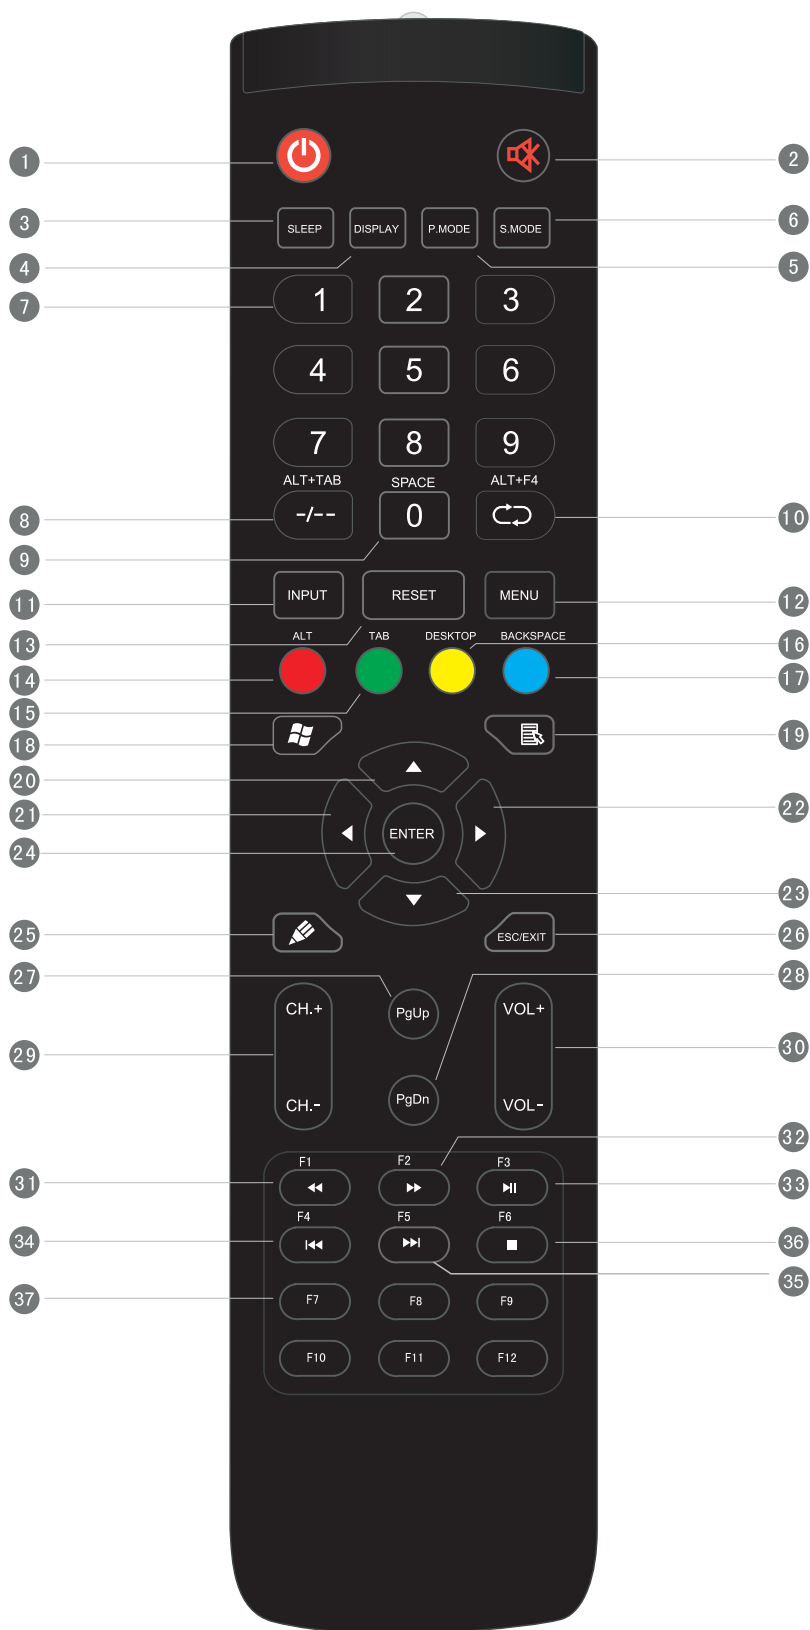 1
2
3 SLEEP DISPLAY P.MODE S.MODE 6
4
5
7 1 2 3
4 5 6
7 8 9
ALT+TAB SPACE ALT+F4
8 -/-- 0 10
9
11 INPUT RESET MENU 12
13 ALT TAB DESKTOP BACKSPACE 16
14
17
15
18
19
20
21
22
24 ENTER
23
25 ESC/EXIT 26
27
28
CH.+ PgUp VOL+
29
30
CH.- PgDn VOL-
32
F1 F2 F3
31
33
F4 F5 F6
34
36
35
37 F7 F8 F9
F10 F11 F12